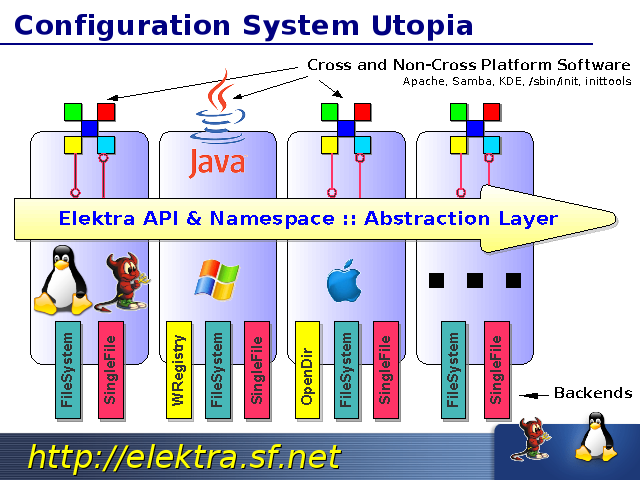 Configuration System Utopia
Cross and Non-Cross Platform Software
Apache, Samba, KDE, /sbin/init, inittools
Java
Elektra API & Namespace :: Abstraction Layer
FileSystem
SingleFile
WRegistry
FileSystem
SingleFile
OpenDir
FileSystem
SingleFile
FileSystem
SingleFile
Backends
http://elektra.sf.net